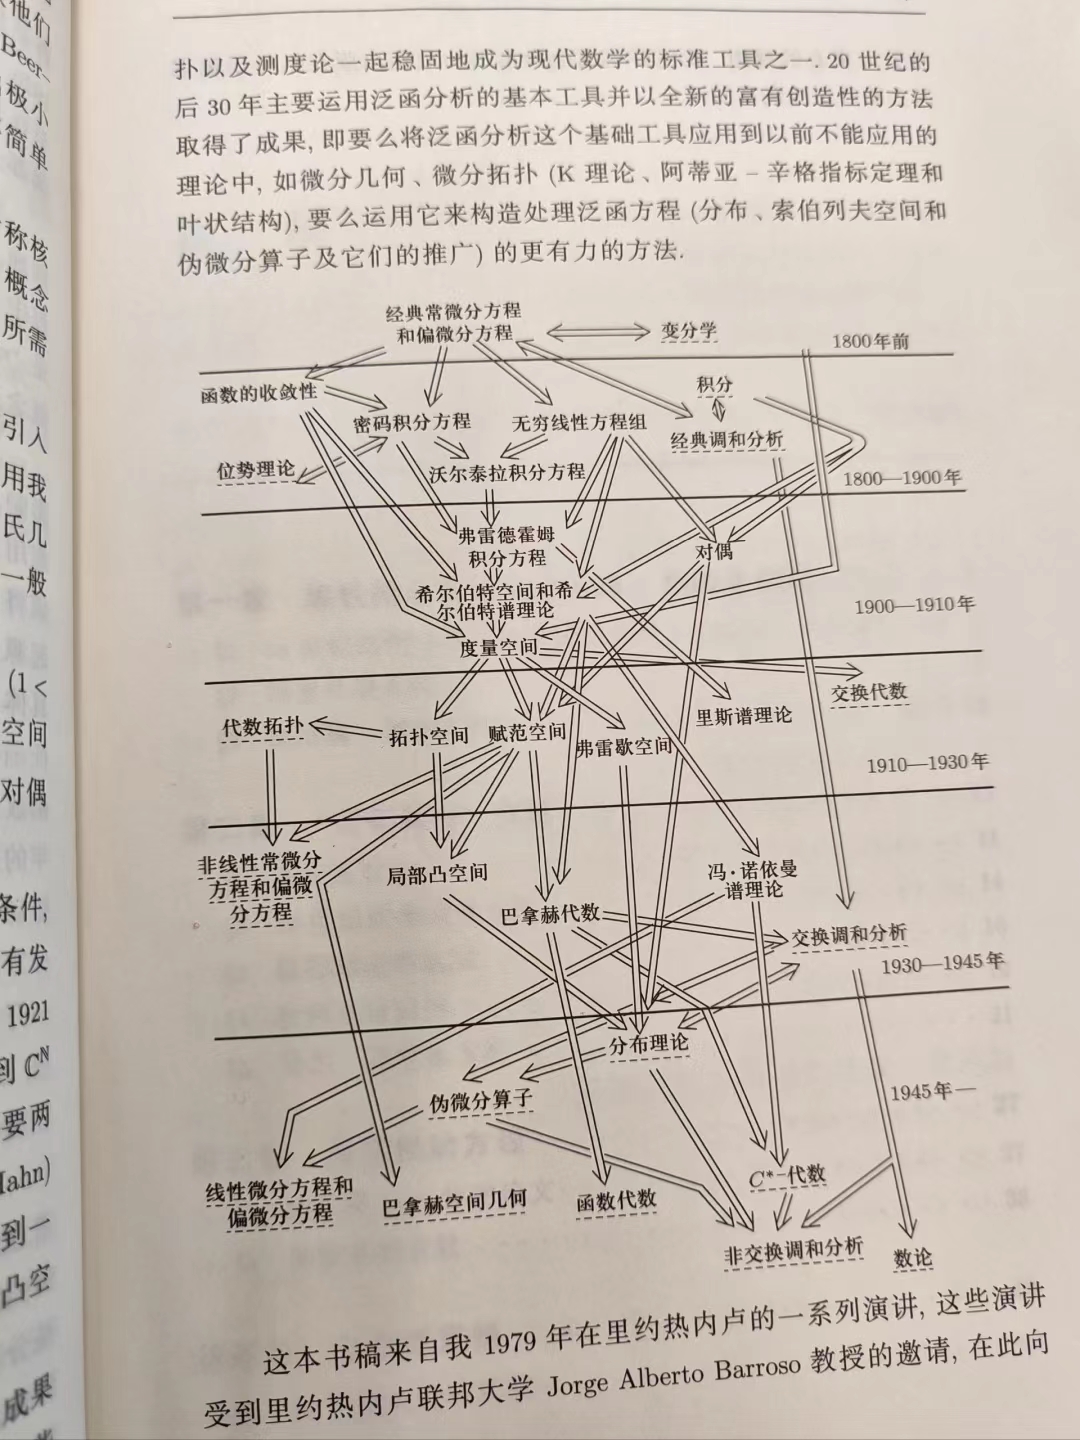 他们
Beer-
极小
简单
称核
概念
所需
引入
用我
氏几
一般
(1 <
空间
对偶
条件,
有发
1921
到 Cᴺ
要两
Hahn)
到一
凸空
成果
扑以及测度论一起稳固地成为现代数学的标准工具之一. 20 世纪的
后 30 年主要运用泛函分析的基本工具并以全新的富有创造性的方法
取得了成果, 即要么将泛函分析这个基础工具应用到以前不能应用的
理论中, 如微分几何、微分拓扑 (K 理论、阿蒂亚 – 辛格指标定理和
叶状结构), 要么运用它来构造处理泛函方程 (分布、索伯列夫空间和
伪微分算子及它们的推广) 的更有力的方法.
经典常微分方程
和偏微分方程
变分学
1800年前
函数的收敛性
积分
密码积分方程
无穷线性方程组
经典调和分析
位势理论
沃尔泰拉积分方程
1800—1900年
弗雷德霍姆
积分方程
对偶
希尔伯特空间和希
尔伯特谱理论
1900—1910年
度量空间
交换代数
代数拓扑
拓扑空间
赋范空间
弗雷歇空间
里斯谱理论
1910—1930年
非线性常微分
方程和偏微
分方程
局部凸空间
冯·诺依曼
谱理论
巴拿赫代数
交换调和分析
1930—1945年
分布理论
伪微分算子
1945年—
线性微分方程和
偏微分方程
巴拿赫空间几何
函数代数
C*-代数
非交换调和分析
数论
这本书稿来自我 1979 年在里约热内卢的一系列演讲, 这些演讲
受到里约热内卢联邦大学 Jorge Alberto Barroso 教授的邀请, 在此向